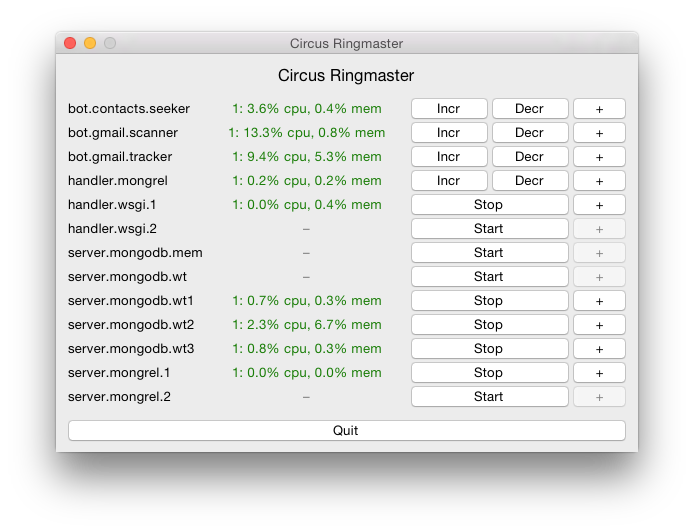 Circus Ringmaster
Circus Ringmaster
bot.contacts.seeker 1: 3.6% cpu, 0.4% mem Incr Decr +
bot.gmail.scanner 1: 13.3% cpu, 0.8% mem Incr Decr +
bot.gmail.tracker 1: 9.4% cpu, 5.3% mem Incr Decr +
handler.mongrel 1: 0.2% cpu, 0.2% mem Incr Decr +
handler.wsgi.1 1: 0.0% cpu, 0.4% mem Stop +
handler.wsgi.2 – Start +
server.mongodb.mem – Start +
server.mongodb.wt – Start +
server.mongodb.wt1 1: 0.7% cpu, 0.3% mem Stop +
server.mongodb.wt2 1: 2.3% cpu, 6.7% mem Stop +
server.mongodb.wt3 1: 0.8% cpu, 0.3% mem Stop +
server.mongrel.1 1: 0.0% cpu, 0.0% mem Stop +
server.mongrel.2 – Start +
Quit